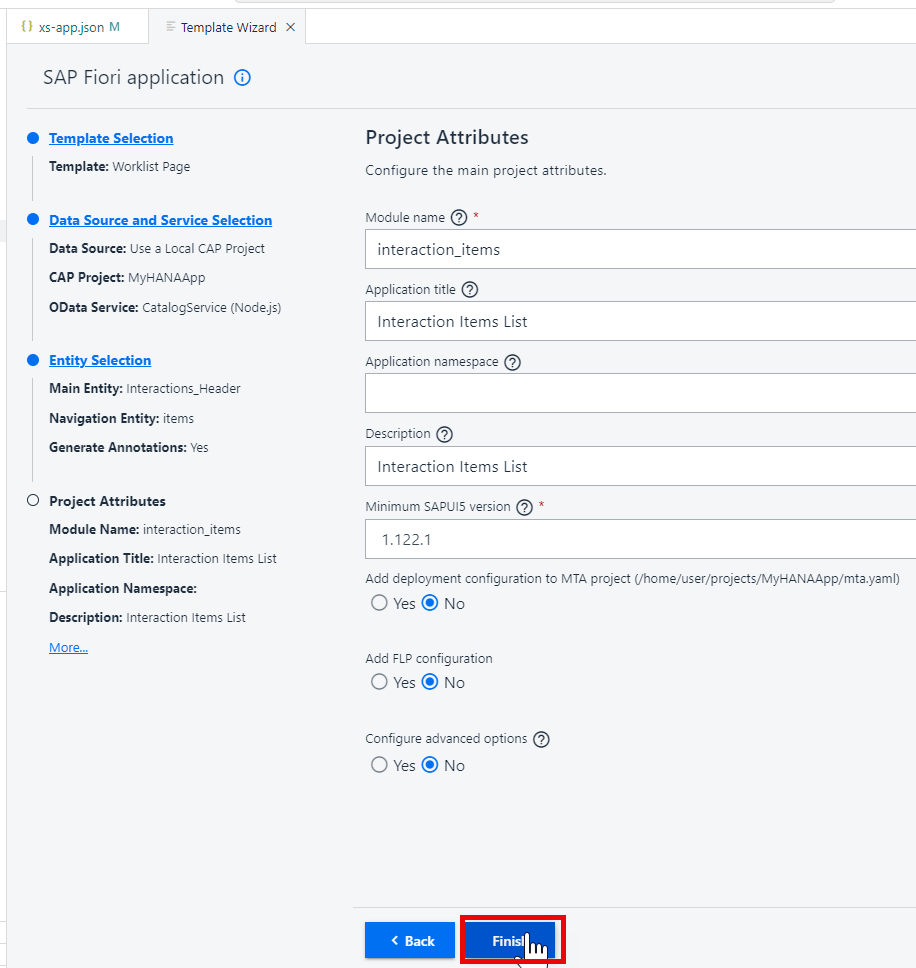 {} xs-app.json M
Template Wizard ×
SAP Fiori application
Template Selection
Template: Worklist Page
Data Source and Service Selection
Data Source: Use a Local CAP Project
CAP Project: MyHANAApp
OData Service: CatalogService (Node.js)
Entity Selection
Main Entity: Interactions_Header
Navigation Entity: items
Generate Annotations: Yes
Project Attributes
Module Name: interaction_items
Application Title: Interaction Items List
Application Namespace:
Description: Interaction Items List
More...
Project Attributes
Configure the main project attributes.
Module name ? *
interaction_items
Application title ?
Interaction Items List
Application namespace ?
Description ?
Interaction Items List
Minimum SAPUI5 version ? *
1.122.1
Add deployment configuration to MTA project (/home/user/projects/MyHANAApp/mta.yaml)
Yes No
Add FLP configuration
Yes No
Configure advanced options ?
Yes No
< Back
Finish